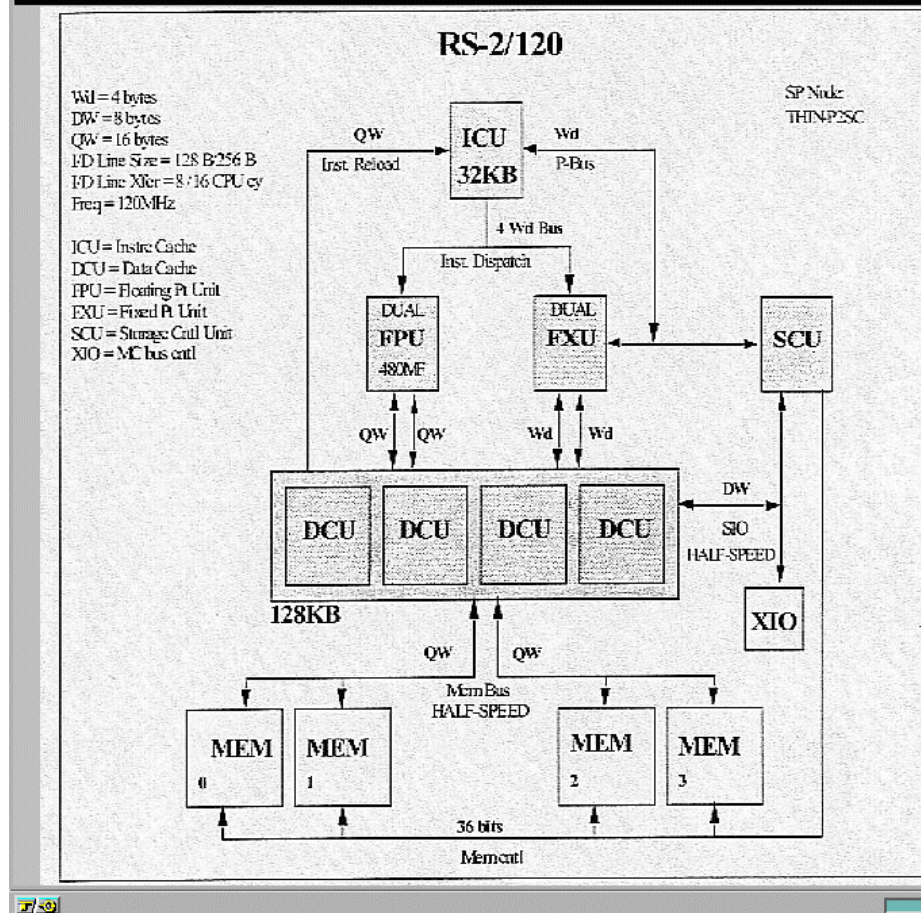 RS-2/120
Wd = 4 bytes
DW = 8 bytes
QW = 16 bytes
I/D Line Size = 128 B/256 B
I/D Line Xfer = 8 / 16 CPU cy
Freq = 120MHz
ICU = Instrc Cache
DCU = Data Cache
FPU = Floating Pt Unit
FXU = Fixed Pt Unit
SCU = Storage Cntl Unit
XIO = MC bus cntl
SP Node:
THIN-P2SC
QW
Inst. Reload
ICU
32KB
Wd
P-Bus
4 Wd Bus
Inst. Dispatch
DUAL
FPU
480MF
DUAL
FXU
SCU
QW
QW
Wd
Wd
DCU
DCU
DCU
DCU
128KB
DW
SIO
HALF-SPEED
XIO
QW
QW
Mem Bus
HALF-SPEED
MEM
0
MEM
1
MEM
2
MEM
3
36 bits
Mem cntl